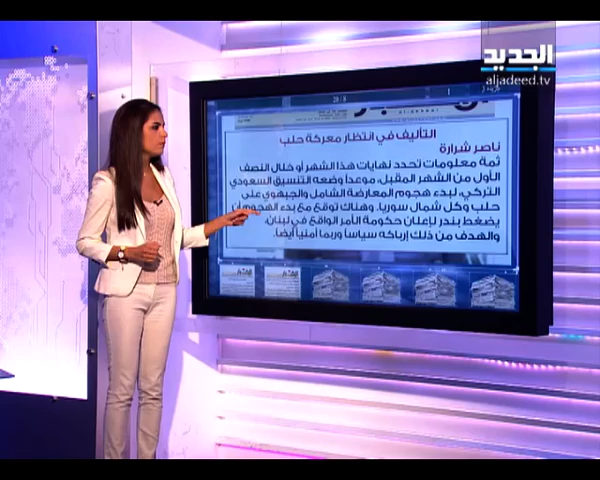 الجديد
aljadeed.tv
التأليف في انتظار معركة حلب
ناصر شرارة
ثمة معلومات تحدد نهايات هذا الشهر أو خلال النصف
الأول من الشهر المقبل، موعداً وضعه التنسيق السعودي
التركي، لبدء هجوم المعارضة الشامل والجبهوي على
حلب وكل شمال سوريا. وهناك توقع مع بدء الهجوم أن
يضغط بندر لإعلان حكومة الأمر الواقع في لبنان.
والهدف من ذلك إرباكه سياساً وربما أمنياً أيضاً.